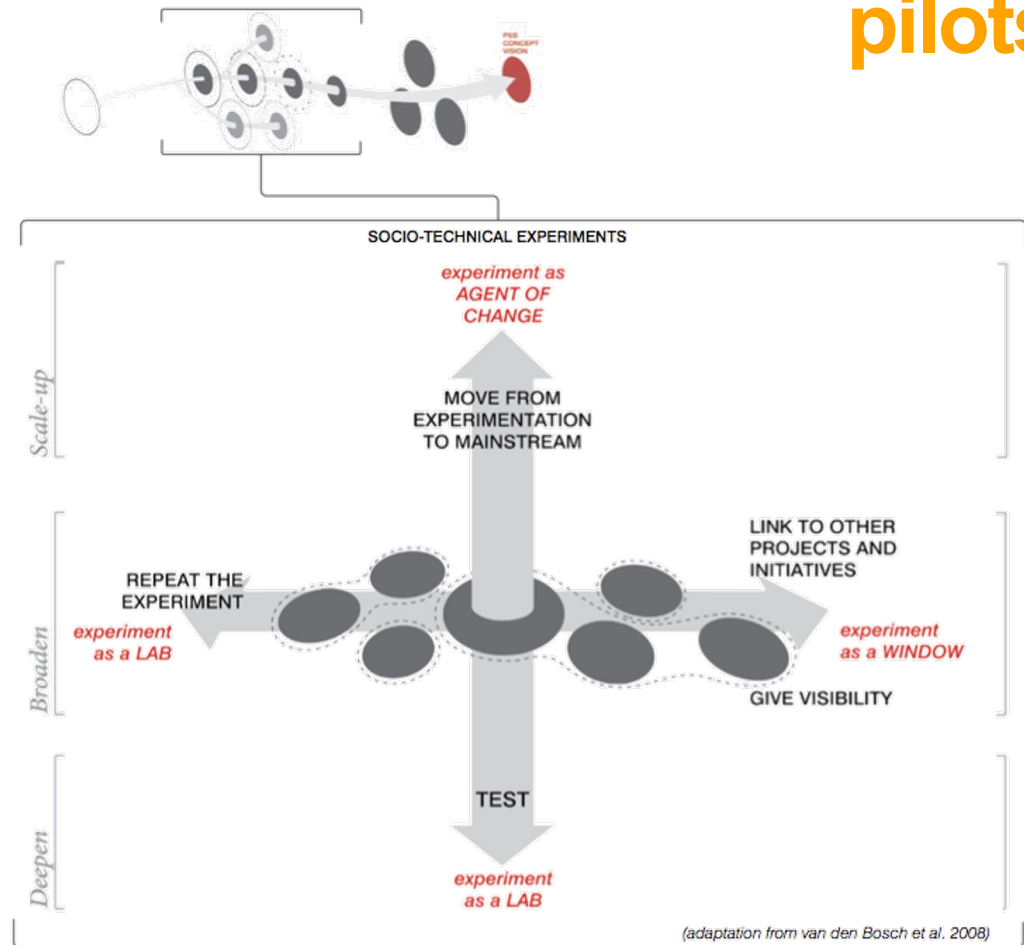 pilots
PSS
CONCEPT
VISION
SOCIO-TECHNICAL EXPERIMENTS
experiment as
AGENT OF
CHANGE
Scale-up
MOVE FROM
EXPERIMENTATION
TO MAINSTREAM
LINK TO OTHER
PROJECTS AND
INITIATIVES
REPEAT THE
EXPERIMENT
experiment
as a LAB
experiment
as a WINDOW
Broaden
GIVE VISIBILITY
TEST
Deepen
experiment
as a LAB
(adaptation from van den Bosch et al. 2008)